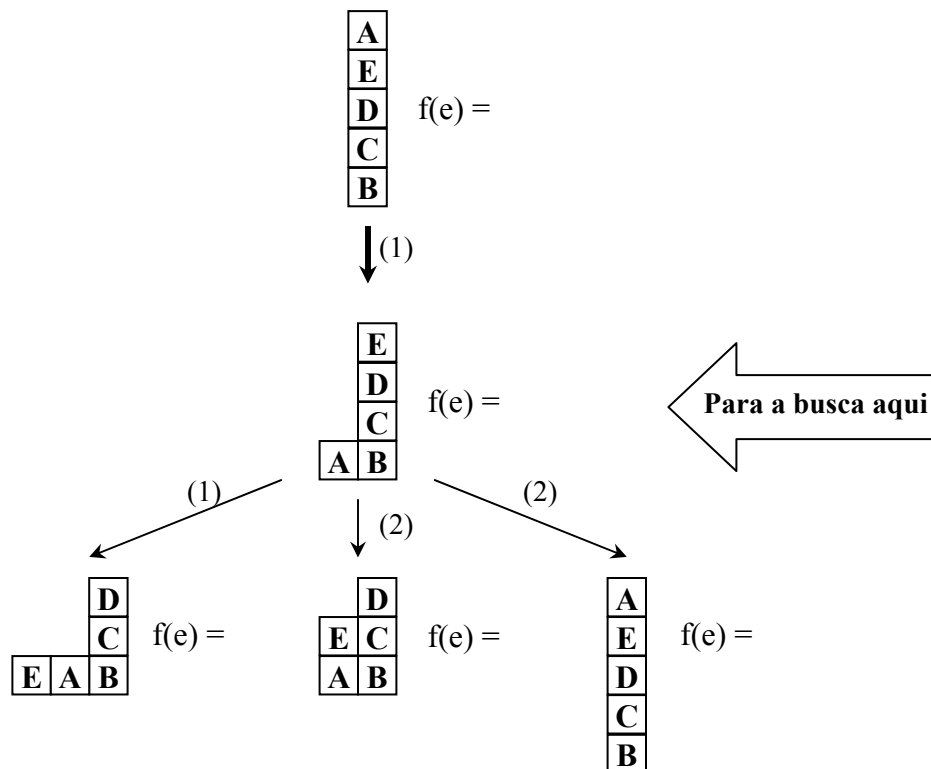 A
E
D f(e) =
C
B
(1)
E
D
C f(e) =
A B
Para a busca aqui
(1) (2) (2)
D
C f(e) =
E A B
D
E C f(e) =
A B
A
E f(e) =
D
C
B